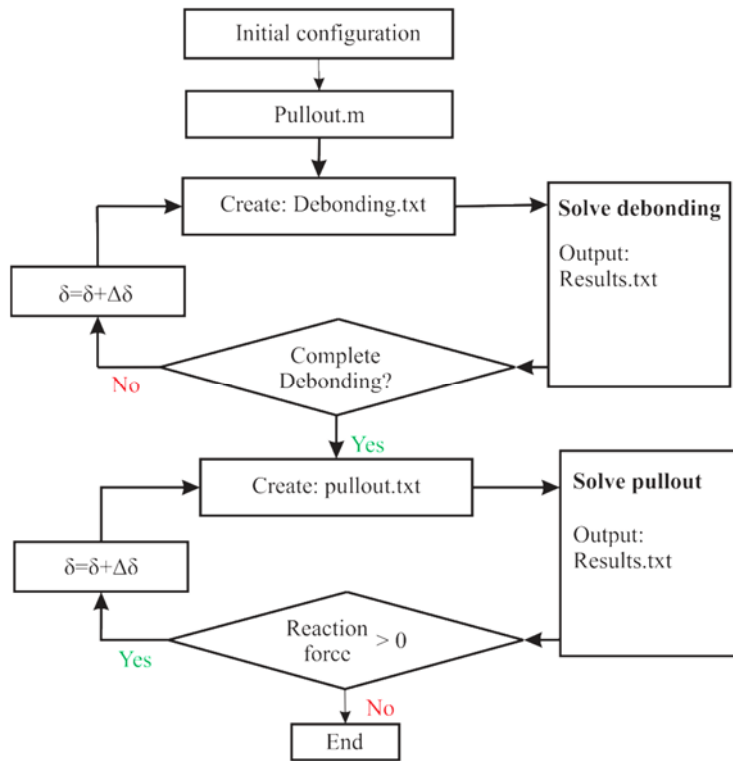 Initial configuration
Pullout.m
Create: Debonding.txt
Solve debonding
Output:
Results.txt
δ=δ+Δδ
Complete
Debonding?
No
Yes
Create: pullout.txt
Solve pullout
Output:
Results.txt
δ=δ+Δδ
Reaction
force > 0
Yes
No
End